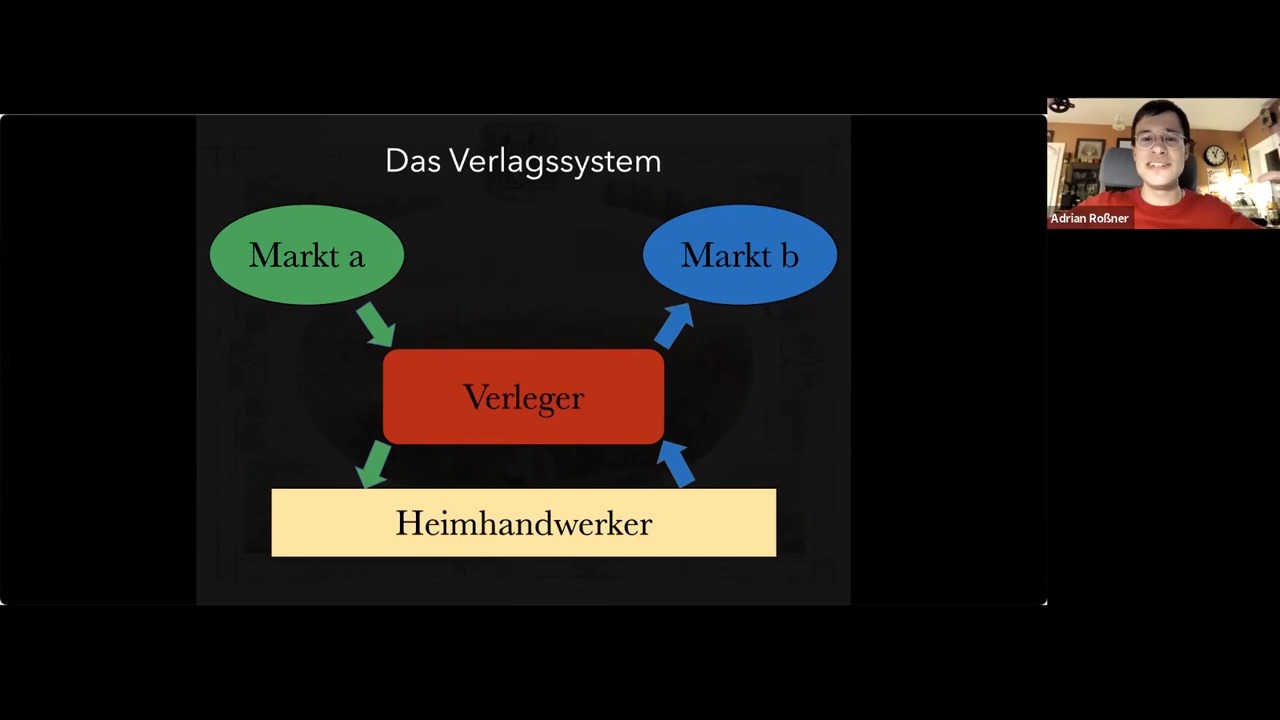 Das Verlagssystem
Markt a
Markt b
Verleger
Heimhandwerker
Adrian Roßner